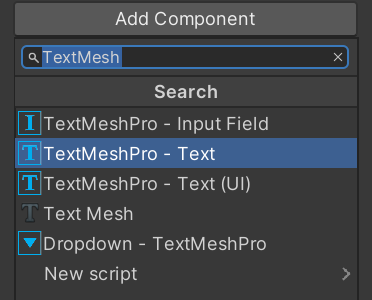 Add Component
TextMesh
Search
TextMeshPro - Input Field
TextMeshPro - Text
TextMeshPro - Text (UI)
Text Mesh
Dropdown - TextMeshPro
New script